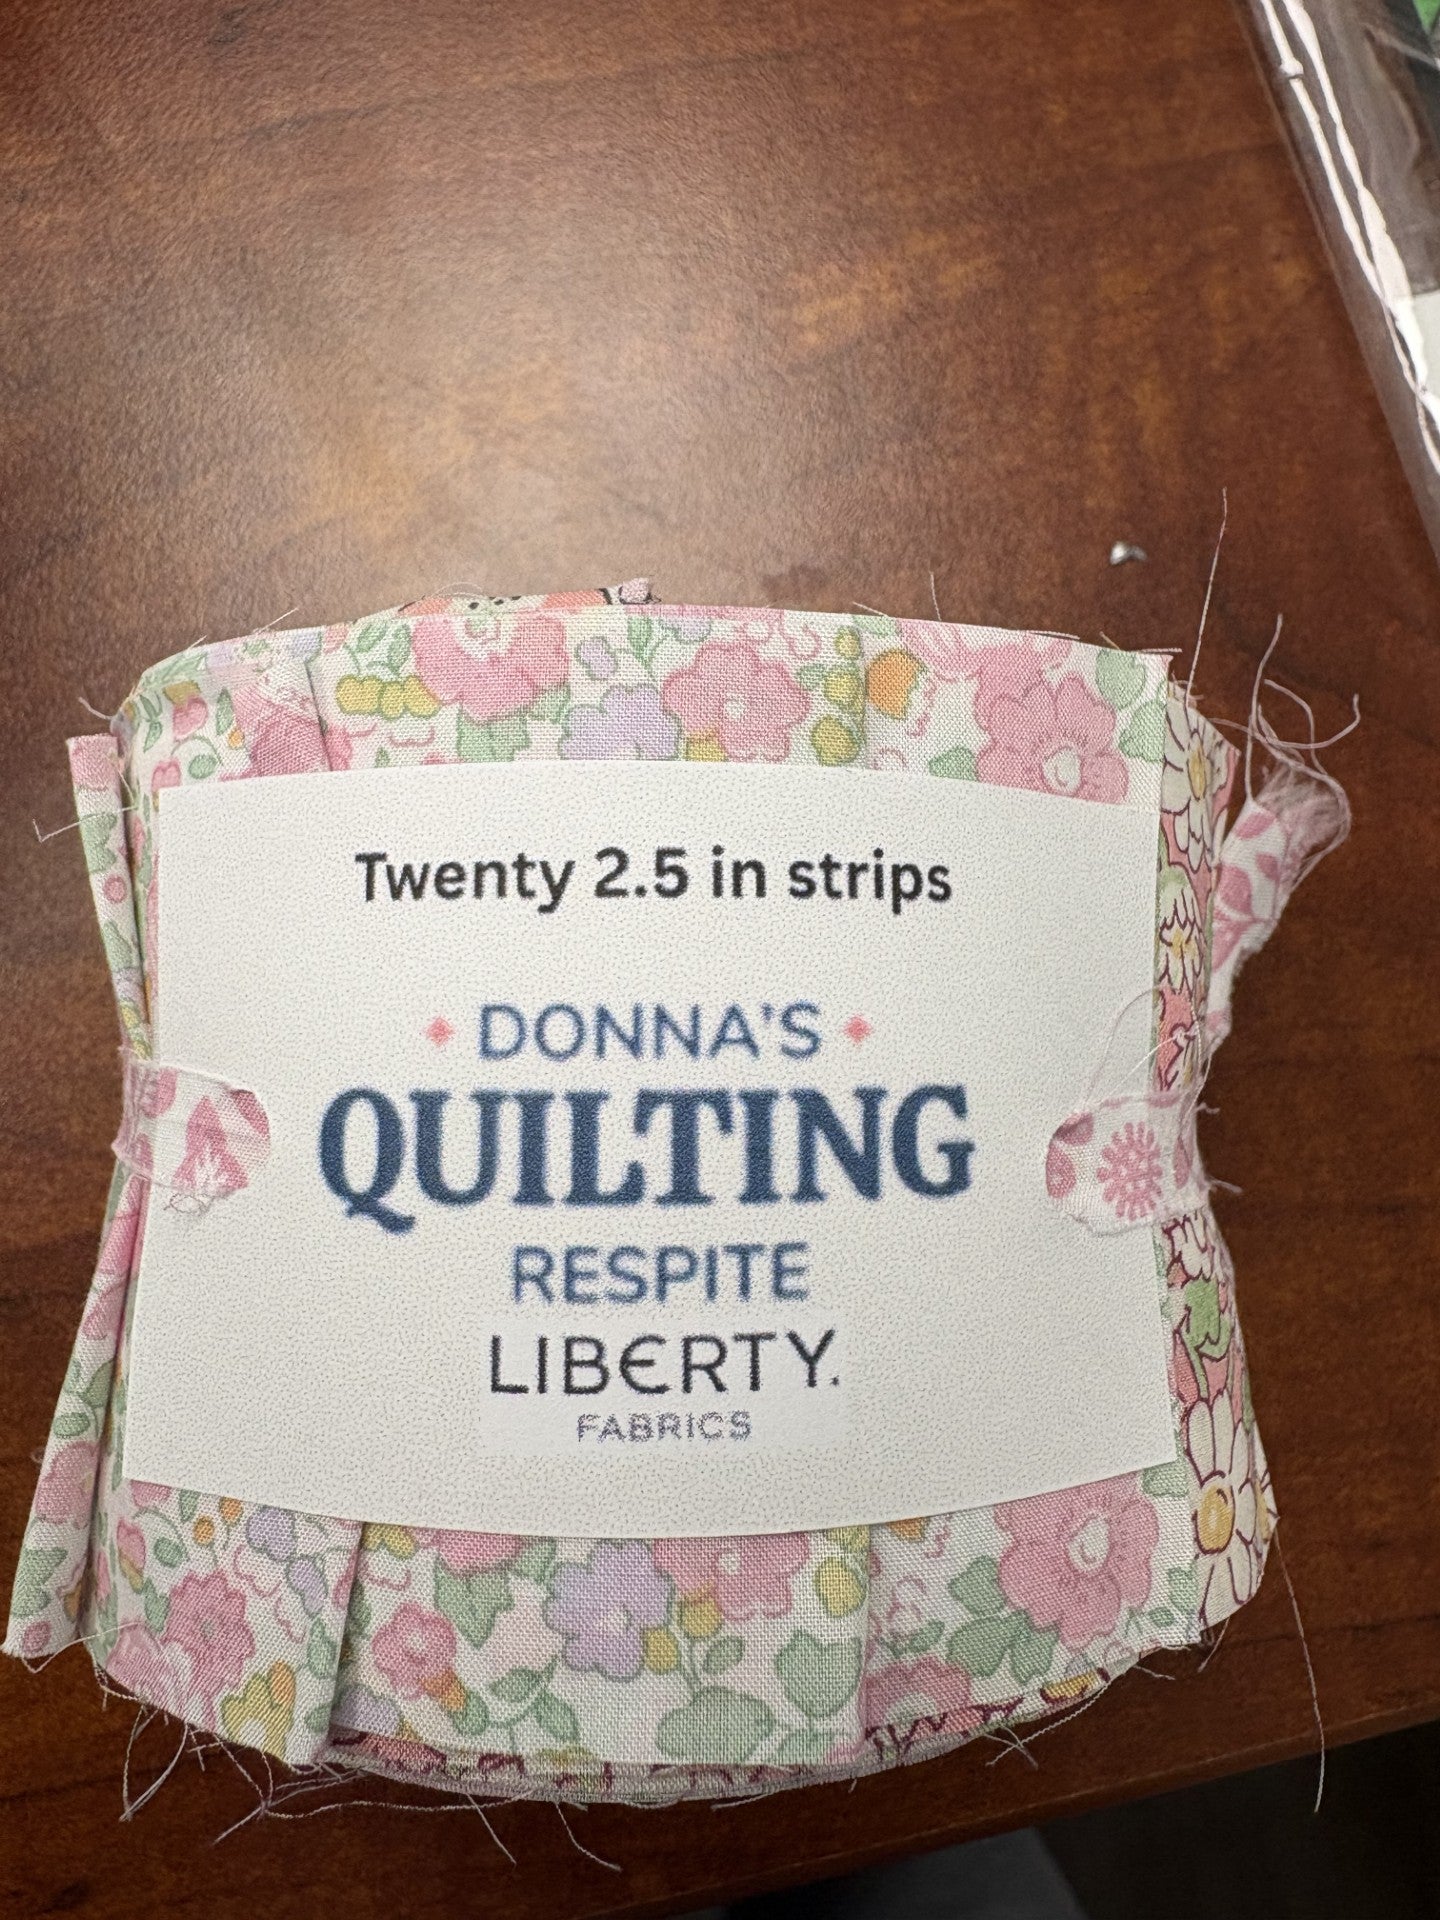 Twenty 2.5 in strips
DONNA'S
QUILTING
RESPITE
LIBERTY.
FABRICS